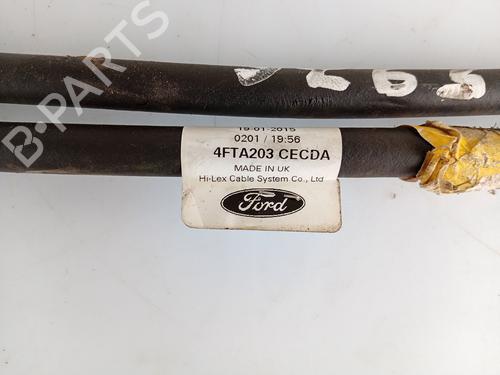 B-PARTS
19-01-2015
0201 / 19:56
4FTA203 CECDA
MADE IN UK
Hi-Lex Cable System Co., Ltd
Ford